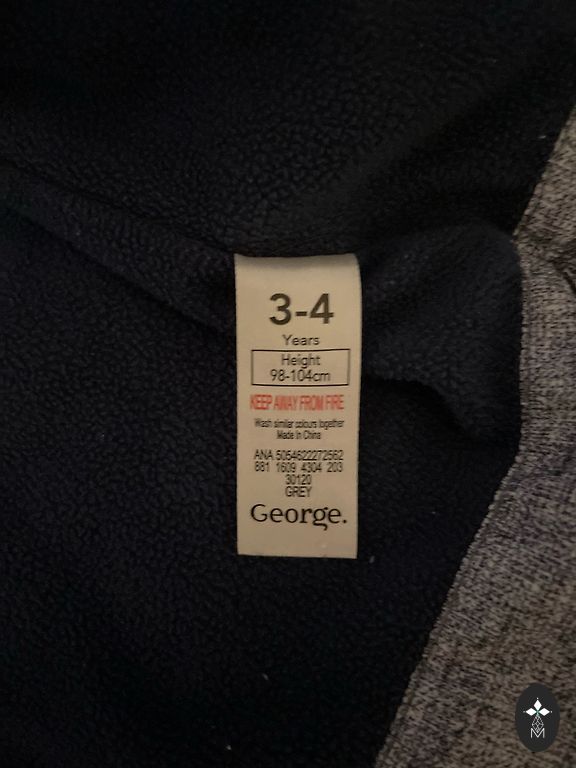 3-4
Years
Height
98-104cm
KEEP AWAY FROM FIRE
Wash similar colours together
Made in China
ANA 5054622272562
881 1609 4304 203
30120
GREY
George.
M